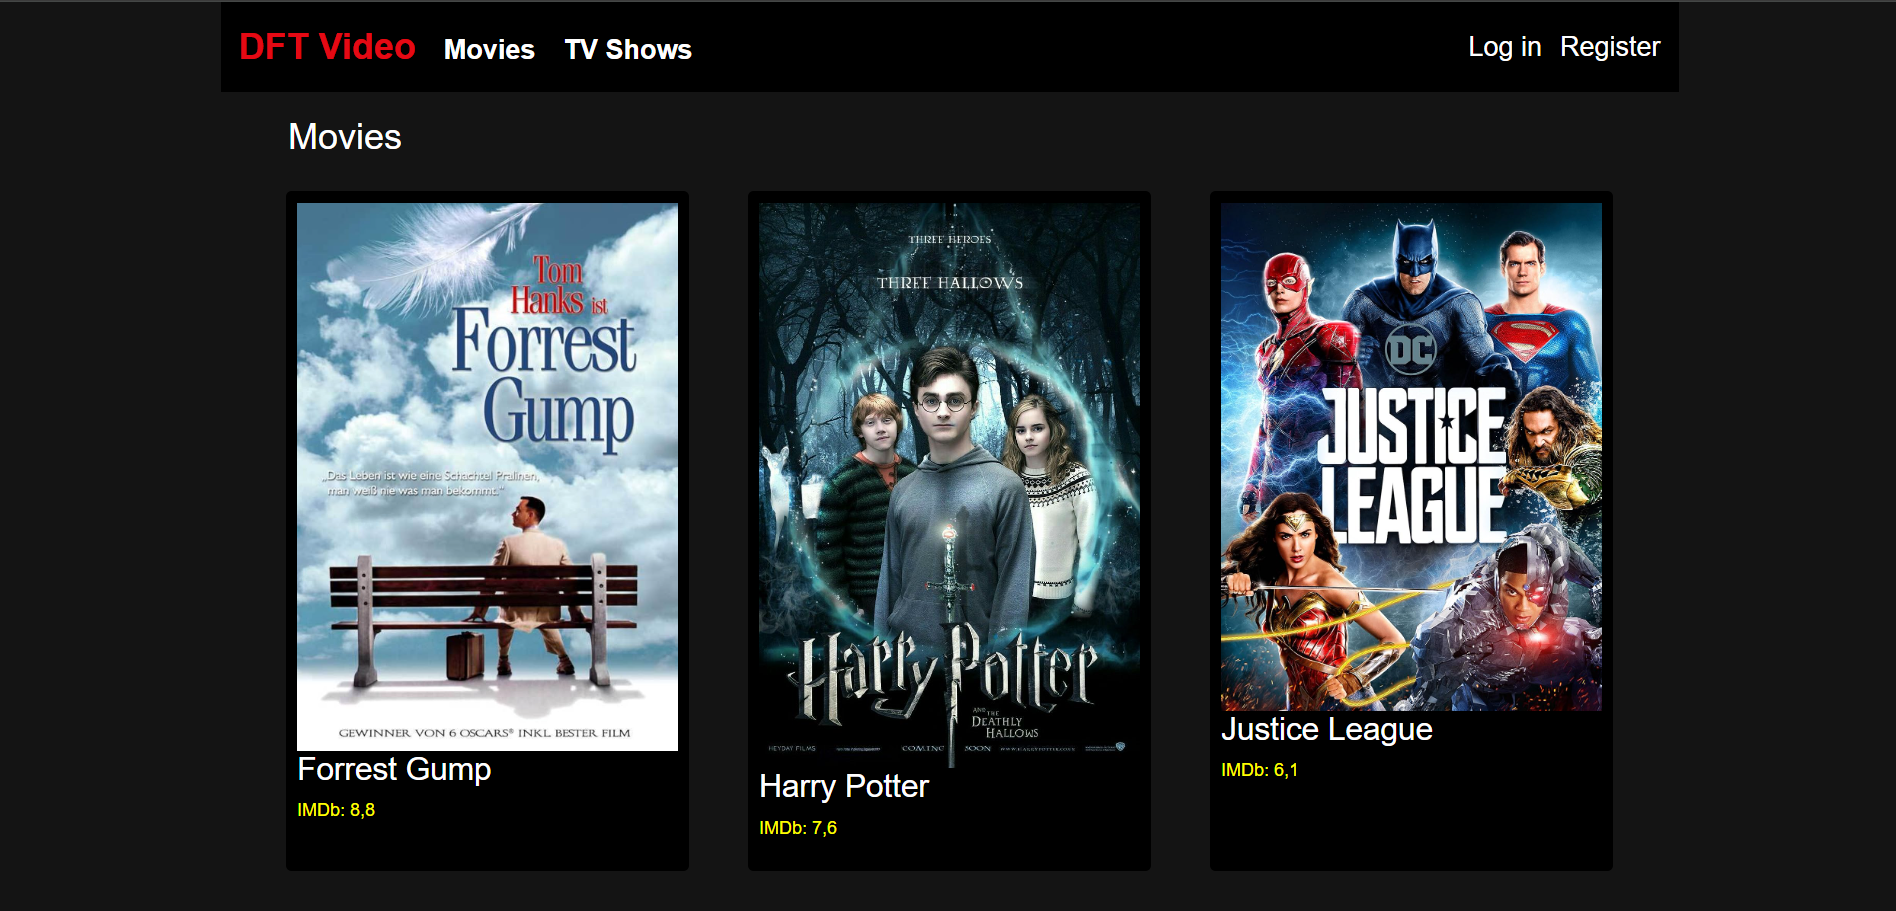 DFT Video Movies TV Shows Log in Register
Movies
Tom
Hanks ist
Forrest
Gump
„Das Leben ist wie eine Schachtel Pralinen,
man weiß nie was man bekommt."
GEWINNER VON 6 OSCARS® INKL BESTER FILM
Forrest Gump
IMDb: 8,8
THREE HEROES
THREE HALLOWS
Harry Potter
AND THE
DEATHLY
HALLOWS
HEYDAY FILMS COMING SOON WWW.HARRYPOTTER.COM
Harry Potter
IMDb: 7,6
DC
JUSTICE
LEAGUE
Justice League
IMDb: 6,1